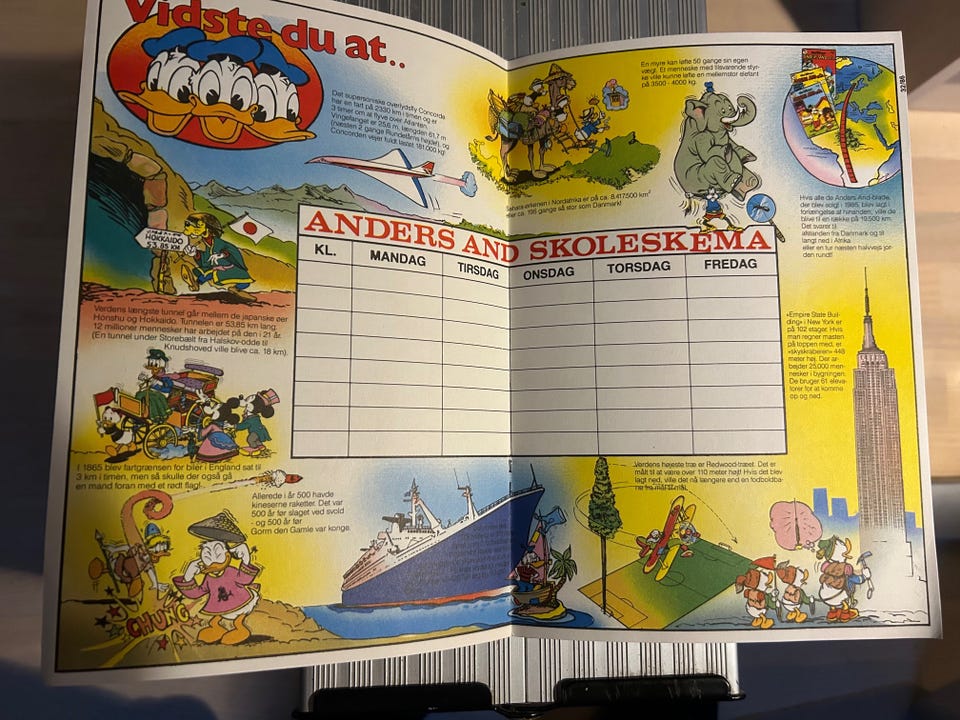 Vidste du at..
Det supersoniske overlydsfly Concorde
har en fart på 2330 km i timen og er
3 timer om at flyve over Atlanten.
Vingefanget er 25,6 m, længden 61,7 m
(næsten 2 gange Rundetårns højde), og
Concorden vejer fuldt lastet 181.000 kg!
En myre kan løfte 50 gange sin egen
vægt. Et menneske med tilsvarende styr-
ke ville kunne løfte en mellemstor elefant
på 3500 - 4000 kg.
32/86
Sahara-ørkenen i Nordafrika er på ca. 8.417.500 km²
eller ca. 195 gange så stor som Danmark!
Hvis alle de Anders And-blade,
der blev solgt i 1985, blev lagt i
forlængelse af hinanden, ville de
blive til en række på 19.500 km.
Det svarer til
afstanden fra Danmark og til
langt ned i Afrika
eller en tur næsten halvvejs jor-
den rundt!
HOKKAIDO
53,85 KM
Verdens længste tunnel går mellem de japanske øer
Honshu og Hokkaido. Tunnelen er 53,85 km lang.
12 millioner mennesker har arbejdet på den i 21 år.
(En tunnel under Storebælt fra Halskov-odde til
Knudshoved ville blive ca. 18 km).
ANDERS AND SKOLESKEMA
KL. MANDAG TIRSDAG ONSDAG TORSDAG FREDAG
»Empire State Buil-
ding« i New York er
på 102 etager. Hvis
man regner masten
på toppen med, er
»skyskraberen« 448
meter høj. Der ar-
bejder 25.000 men-
nesker i bygningen.
De bruger 61 eleva-
torer for at komme
op og ned.
I 1865 blev fartgrænsen for biler i England sat til
3 km i timen, men så skulle der også gå
en mand foran med et rødt flag!
Allerede i år 500 havde
kineserne raketter. Det var
500 år før slaget ved svold
- og 500 år før
Gorm den Gamle var konge.
Verdens højeste træ er Redwood-træet. Det er
målt til at være over 110 meter højt! Hvis det blev
lagt ned, ville det nå længere end en fodboldba-
ne fra mål til mål.
CHUNG